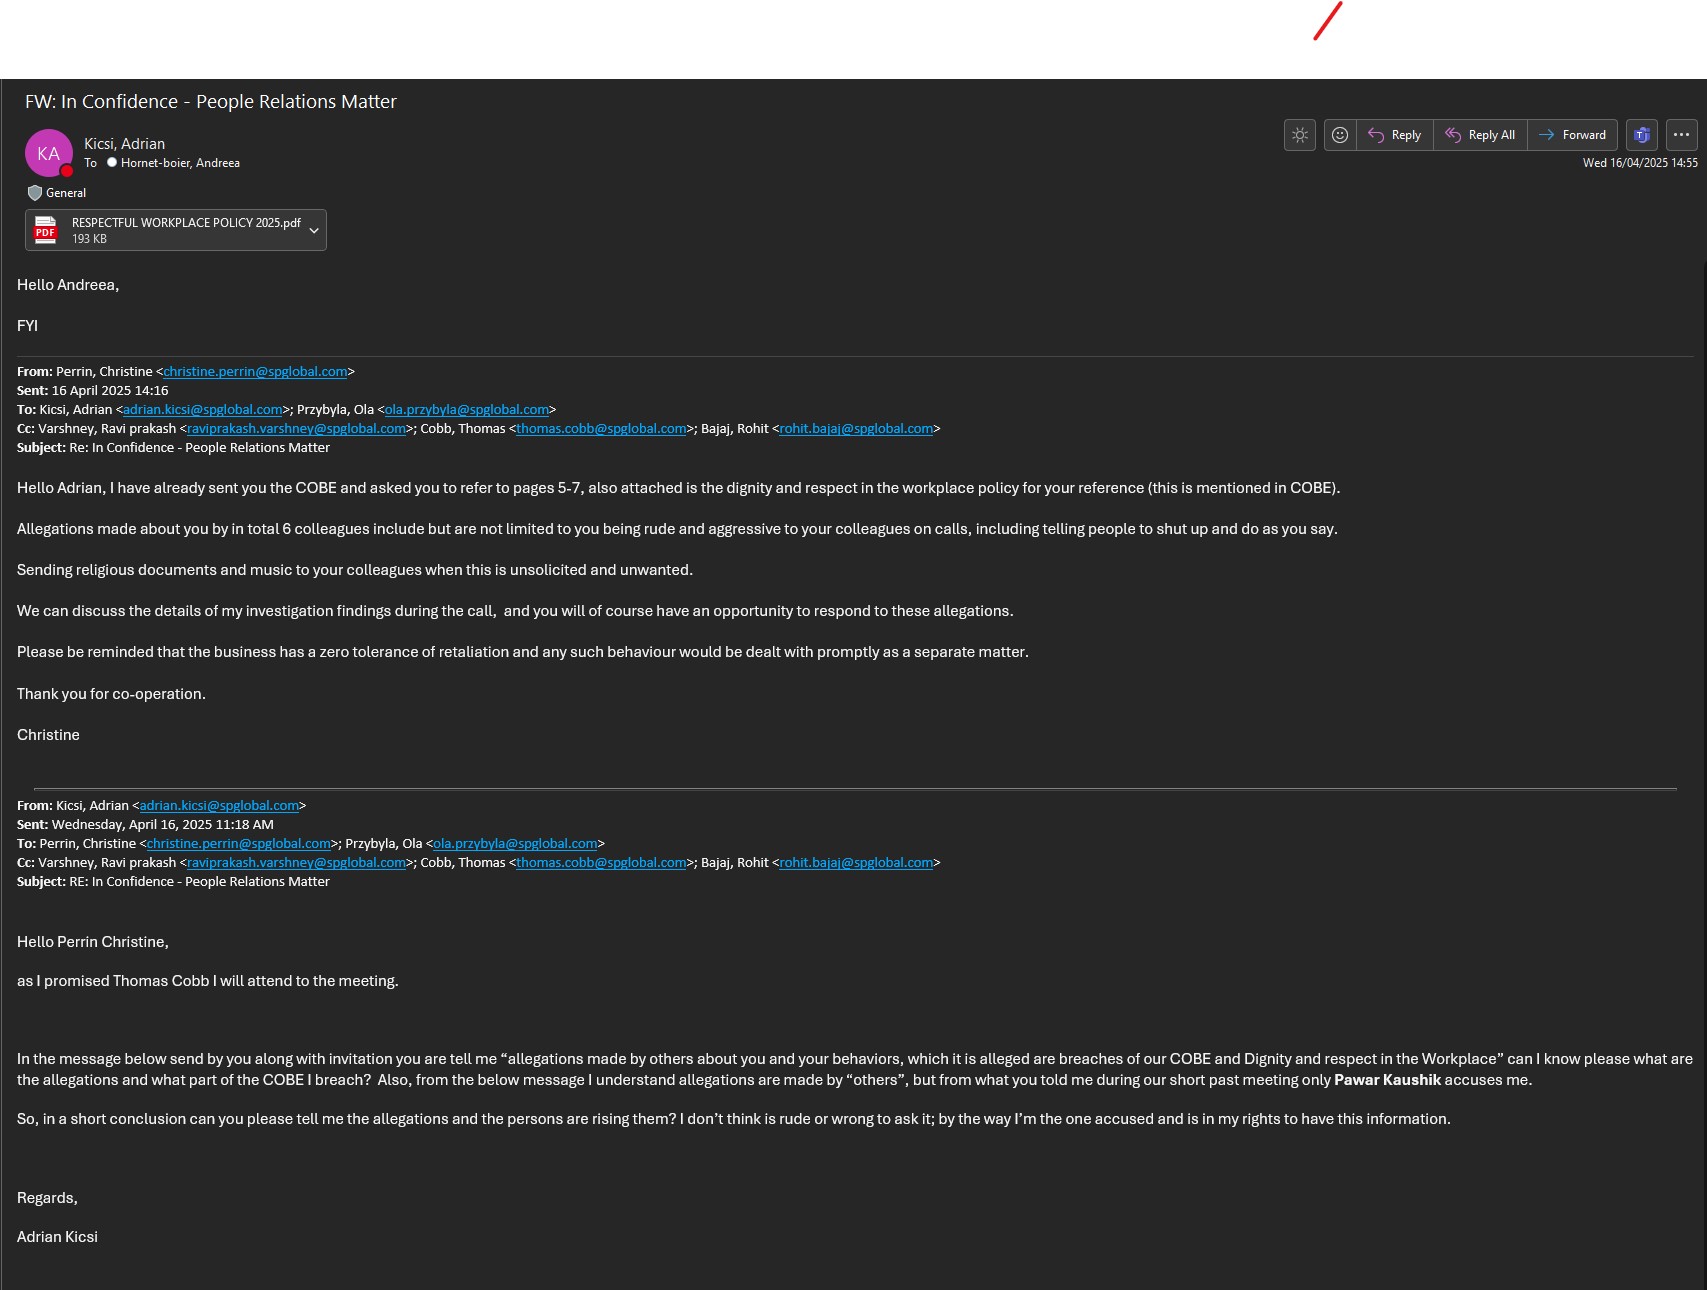 FW: In Confidence - People Relations Matter
KA
Kicsi, Adrian
To Hornet-boier, Andreea
Reply
Reply All
Forward
Wed 16/04/2025 14:55
General
PDF
RESPECTFUL WORKPLACE POLICY 2025.pdf
193 KB
Hello Andreea,
FYI
From: Perrin, Christine <christine.perrin@spglobal.com>
Sent: 16 April 2025 14:16
To: Kicsi, Adrian <adrian.kicsi@spglobal.com>; Przybyla, Ola <ola.przybyla@spglobal.com>
Cc: Varshney, Ravi prakash <raviprakash.varshney@spglobal.com>; Cobb, Thomas <thomas.cobb@spglobal.com>; Bajaj, Rohit <rohit.bajaj@spglobal.com>
Subject: Re: In Confidence - People Relations Matter
Hello Adrian, I have already sent you the COBE and asked you to refer to pages 5-7, also attached is the dignity and respect in the workplace policy for your reference (this is mentioned in COBE).
Allegations made about you by in total 6 colleagues include but are not limited to you being rude and aggressive to your colleagues on calls, including telling people to shut up and do as you say.
Sending religious documents and music to your colleagues when this is unsolicited and unwanted.
We can discuss the details of my investigation findings during the call,  and you will of course have an opportunity to respond to these allegations.
Please be reminded that the business has a zero tolerance of retaliation and any such behaviour would be dealt with promptly as a separate matter.
Thank you for co-operation.
Christine
From: Kicsi, Adrian <adrian.kicsi@spglobal.com>
Sent: Wednesday, April 16, 2025 11:18 AM
To: Perrin, Christine <christine.perrin@spglobal.com>; Przybyla, Ola <ola.przybyla@spglobal.com>
Cc: Varshney, Ravi prakash <raviprakash.varshney@spglobal.com>; Cobb, Thomas <thomas.cobb@spglobal.com>; Bajaj, Rohit <rohit.bajaj@spglobal.com>
Subject: RE: In Confidence - People Relations Matter
Hello Perrin Christine,
as I promised Thomas Cobb I will attend to the meeting.
In the message below send by you along with invitation you are tell me “allegations made by others about you and your behaviors, which it is alleged are breaches of our COBE and Dignity and respect in the Workplace” can I know please what are
the allegations and what part of the COBE I breach?  Also, from the below message I understand allegations are made by “others”, but from what you told me during our short past meeting only Pawar Kaushik accuses me.
So, in a short conclusion can you please tell me the allegations and the persons are rising them? I don’t think is rude or wrong to ask it; by the way I’m the one accused and is in my rights to have this information.
Regards,
Adrian Kicsi